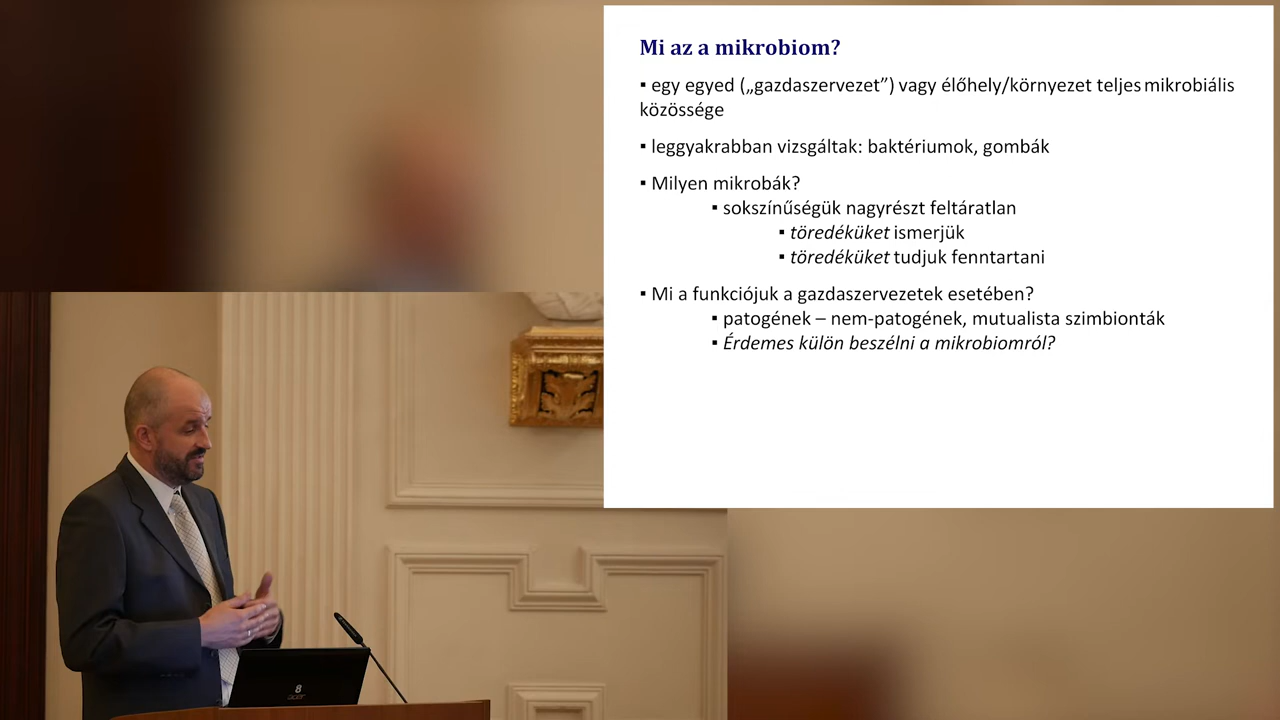 Mi az a mikrobiom?
▪ egy egyed („gazdaszervezet”) vagy élőhely/környezet teljes mikrobiális
közössége
▪ leggyakrabban vizsgáltak: baktériumok, gombák
▪ Milyen mikrobák?
▪ sokszínűségük nagyrészt feltáratlan
▪ töredéküket ismerjük
▪ töredéküket tudjuk fenntartani
▪ Mi a funkciójuk a gazdaszervezetek esetében?
▪ patogének – nem-patogének, mutualista szimbionták
▪ Érdemes külön beszélni a mikrobiomról?